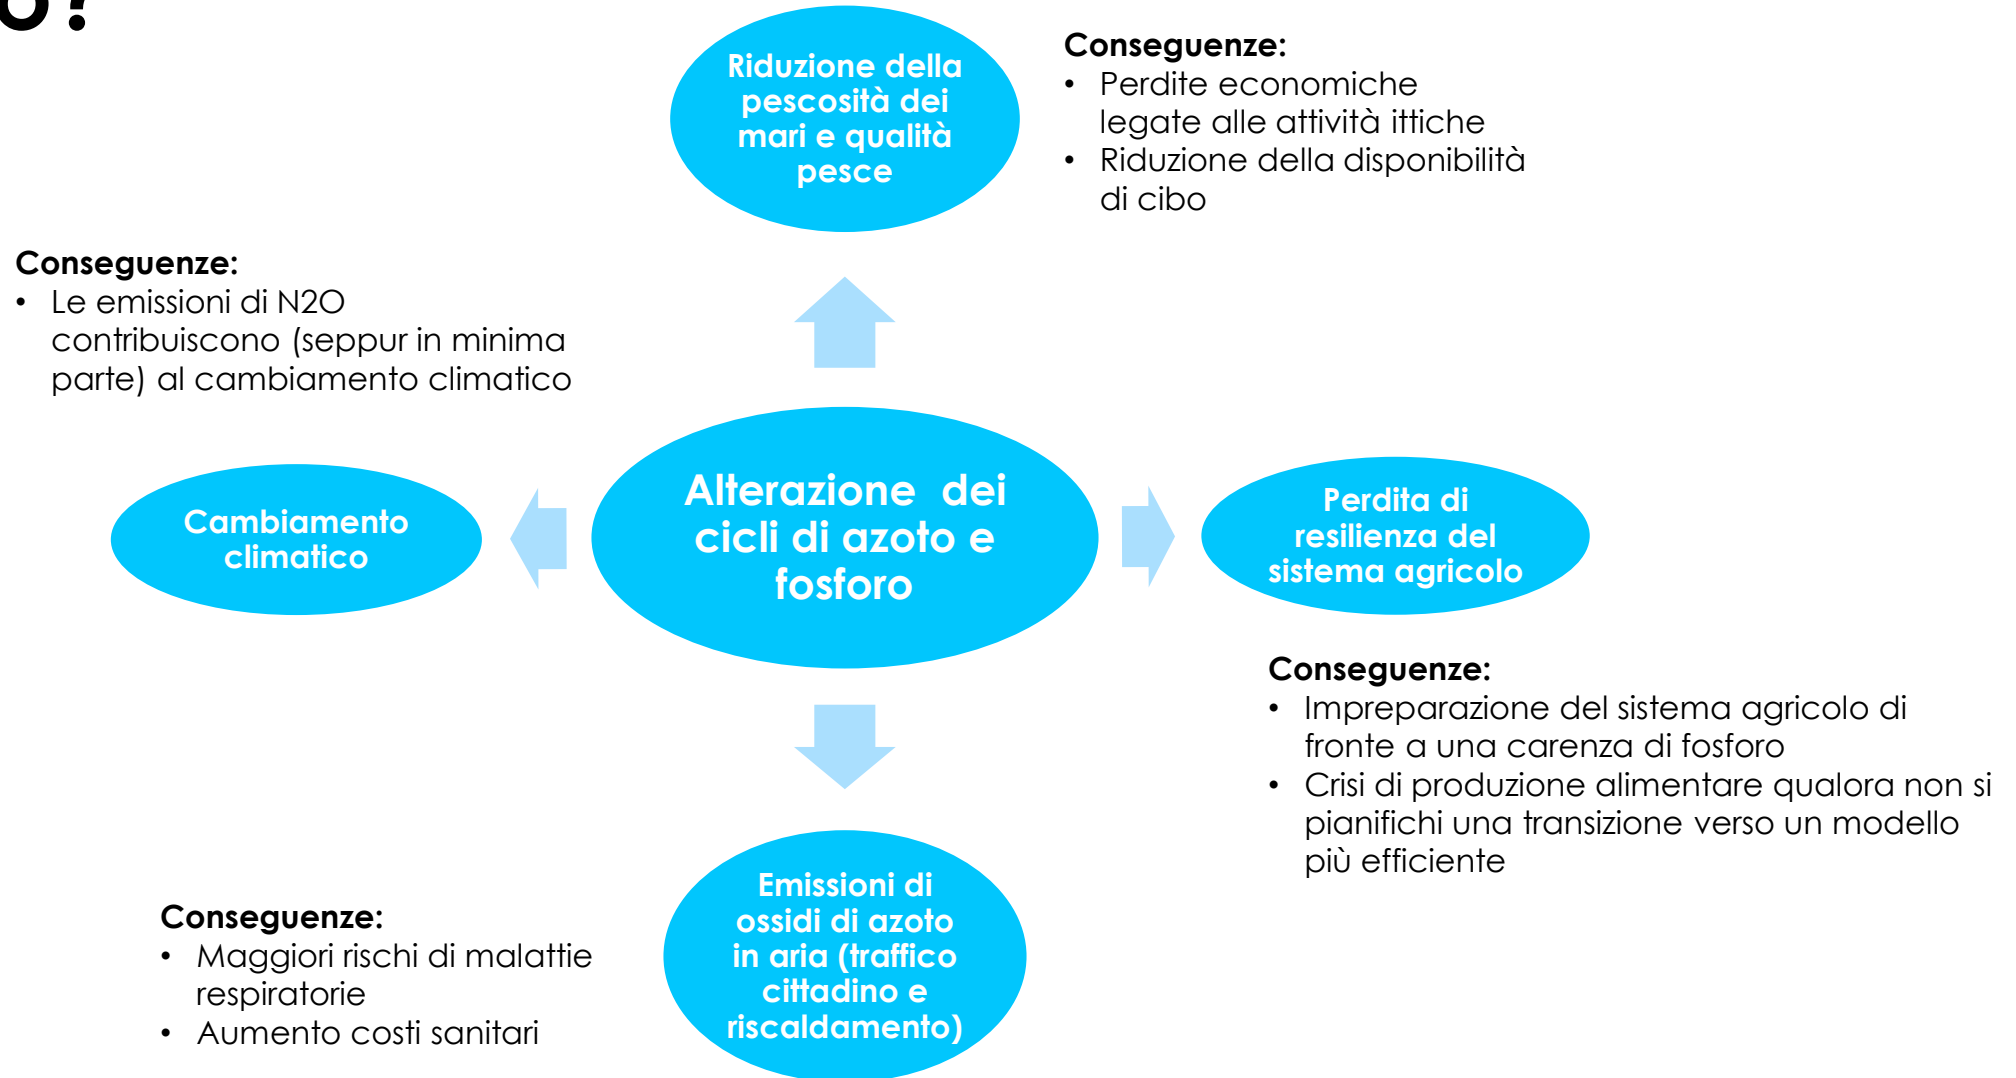 Riduzione della
pescosità dei
mari e qualità
pesce
Conseguenze:
• Perdite economiche
legate alle attività ittiche
• Riduzione della disponibilità
di cibo
Conseguenze:
• Le emissioni di N2O
contribuiscono (seppur in minima
parte) al cambiamento climatico
Cambiamento
climatico
Alterazione dei
cicli di azoto e
fosforo
Perdita di
resilienza del
sistema agricolo
Conseguenze:
• Impreparazione del sistema agricolo di
fronte a una carenza di fosforo
• Crisi di produzione alimentare qualora non si
pianifichi una transizione verso un modello
più efficiente
Emissioni di
ossidi di azoto
in aria (traffico
cittadino e
riscaldamento)
Conseguenze:
• Maggiori rischi di malattie
respiratorie
• Aumento costi sanitari